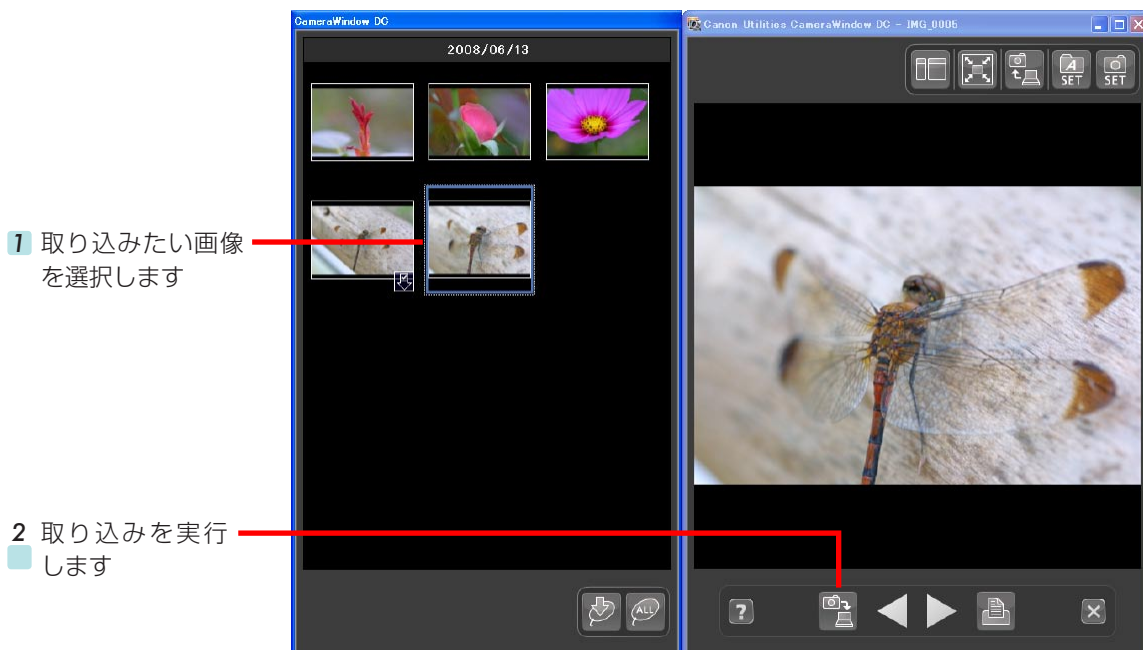 CameraWindow DC
2008/06/13
Canon Utilities CameraWindow DC - IMG_0005
A
SET
SET
1 取り込みたい画像
を選択します
2 取り込みを実行
します
ALL
?